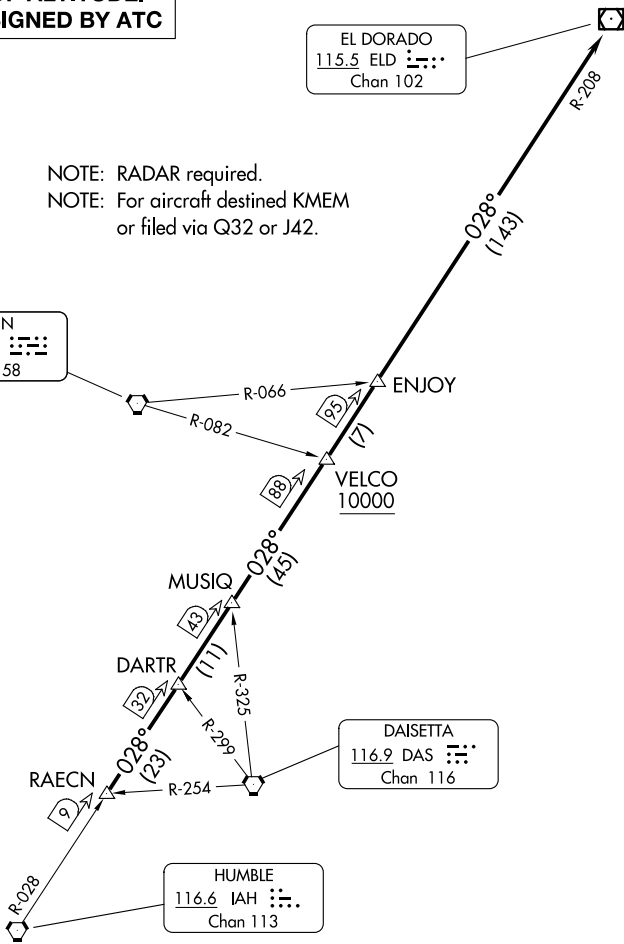 SIGNED BY ATC
EL DORADO
115.5 ELD
Chan 102
R-208
NOTE: RADAR required.
NOTE: For aircraft destined KMEM
or filed via Q32 or J42.
028°
(143)
N
58
R-066
ENJOY
95
R-082
(7)
VELCO
10000
88
028°
(45)
MUSIQ
43
(11)
DARTR
R-325
32
R-299
028°
(23)
DAISETTA
116.9 DAS
Chan 116
RAECN
R-254
9
R-028
HUMBLE
116.6 IAH
Chan 113